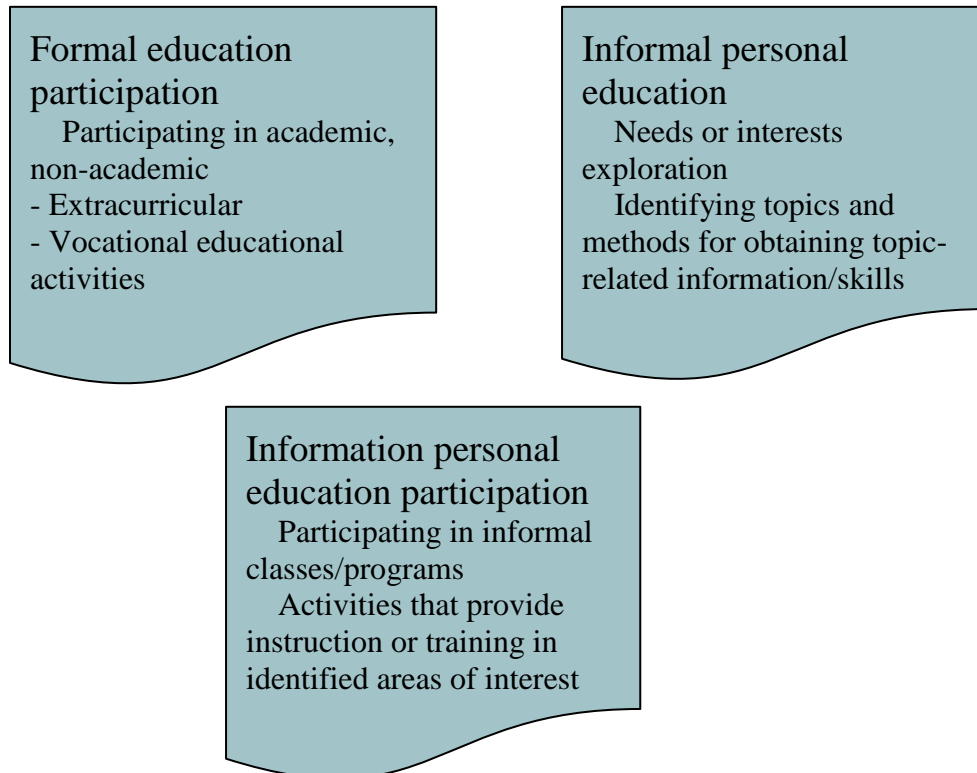 Formal education
participation
Participating in academic,
non-academic
- Extracurricular
- Vocational educational
activities
Informal personal
education
Needs or interests
exploration
Identifying topics and
methods for obtaining topic-
related information/skills
Information personal
education participation
Participating in informal
classes/programs
Activities that provide
instruction or training in
identified areas of interest